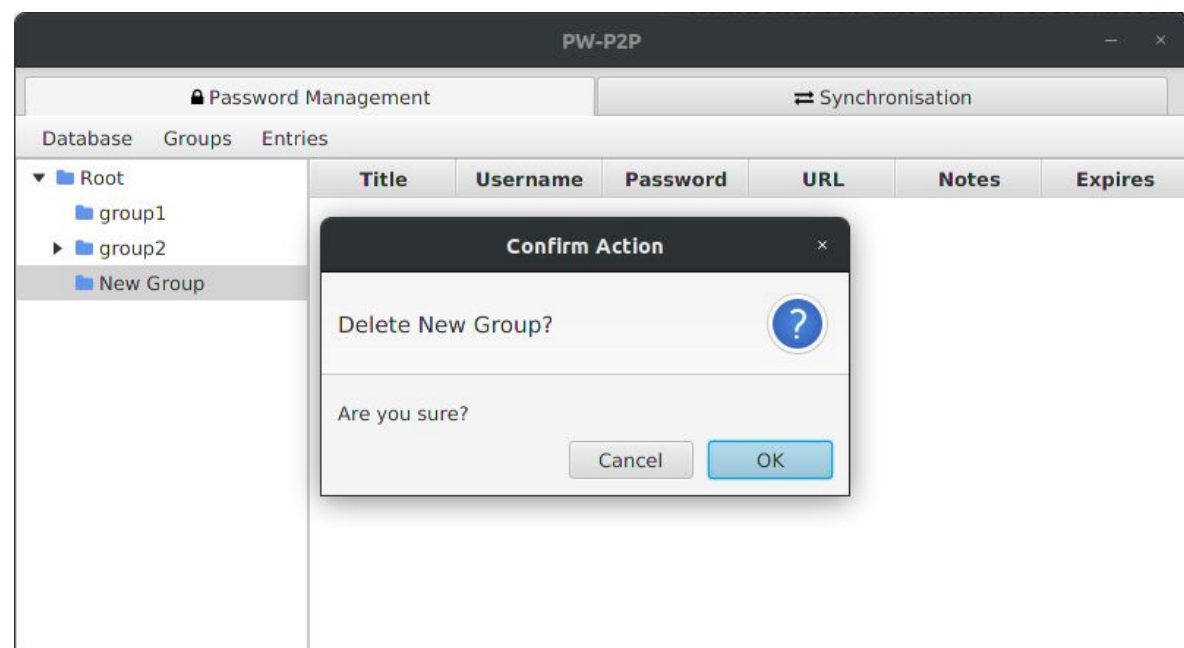 PW-P2P
Password Management
Synchronisation
Database Groups Entries
Root
group1
group2
New Group
Title Username Password URL Notes Expires
Confirm Action
Delete New Group?
?
Are you sure?
Cancel OK